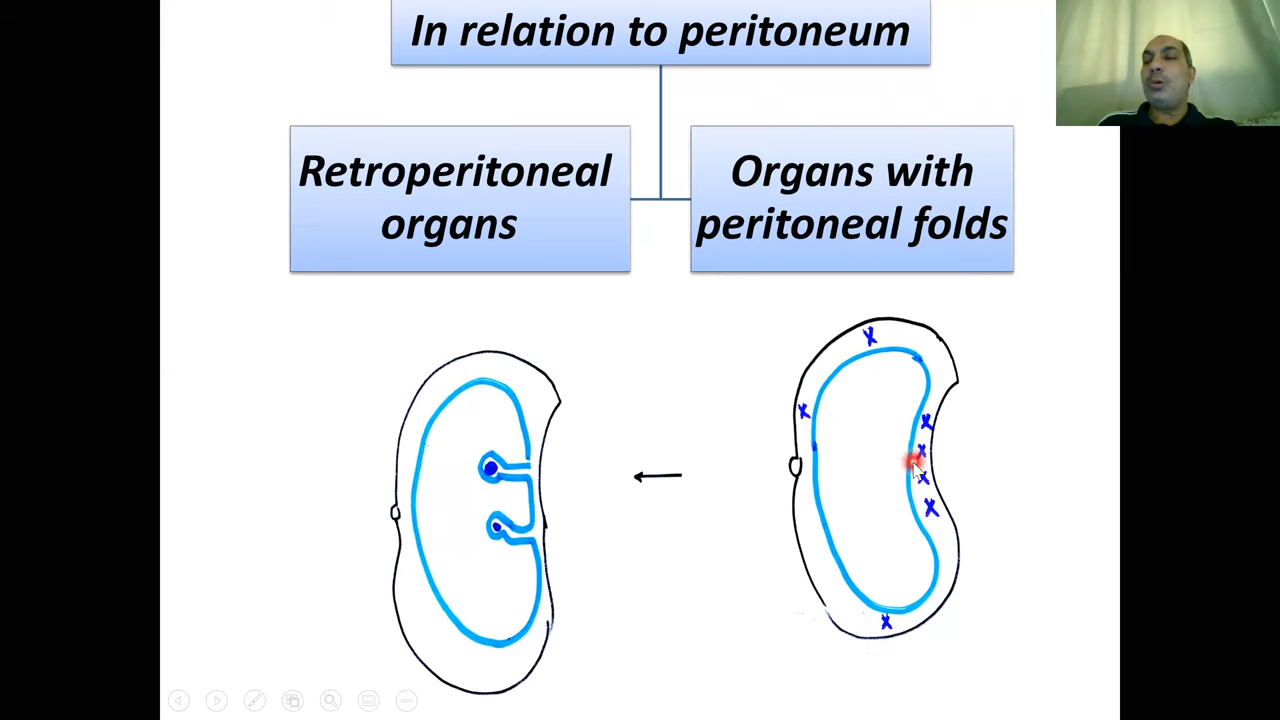 In relation to peritoneum
Retroperitoneal
organs
Organs with
peritoneal folds
x
x
x
x
x
x
x